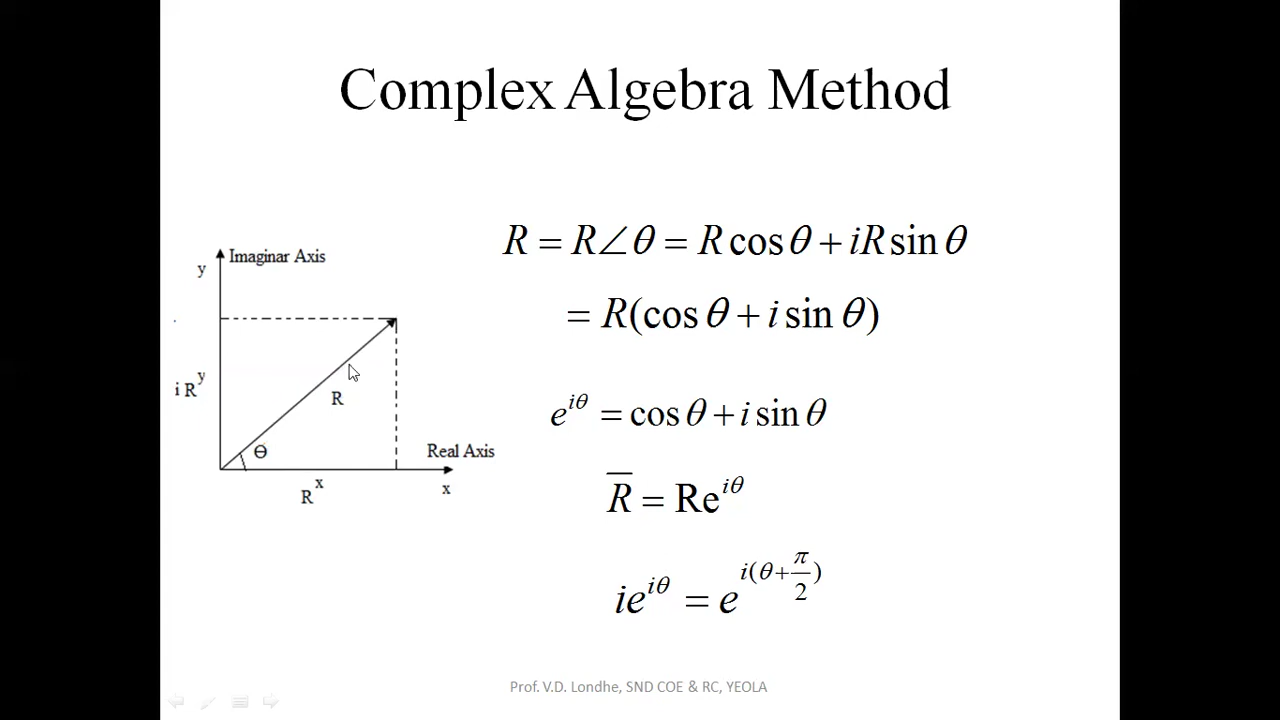 Complex Algebra Method
R = R∠θ = R cos θ + iR sin θ
= R(cos θ + i sin θ)
e^{iθ} = cos θ + i sin θ
R̅ = Re^{iθ}
ie^{iθ} = e^{i(θ+π/2)}
Imaginar Axis
y
i R^y
R
Ө
Real Axis
x
R^x
Prof. V.D. Londhe, SND COE & RC, YEOLA